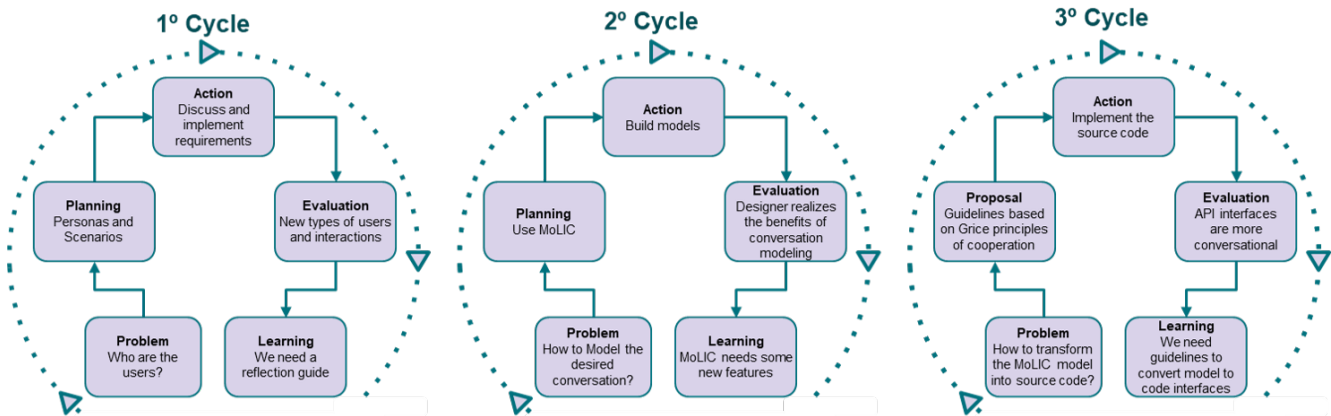 1º Cycle
Action
Discuss and
implement
requirements
Planning
Personas and
Scenarios
Evaluation
New types of users
and interactions
Problem
Who are the
users?
Learning
We need a
reflection guide
2º Cycle
Action
Build models
Planning
Use MoLIC
Evaluation
Designer realizes
the benefits of
conversation
modeling
Problem
How to Model the
desired
conversation?
Learning
MoLIC needs some
new features
3º Cycle
Action
Implement the
source code
Proposal
Guidelines based
on Grice principles
of cooperation
Evaluation
API interfaces
are more
conversational
Problem
How to transform
the MoLIC model
into source code?
Learning
We need
guidelines to
convert model to
code interfaces